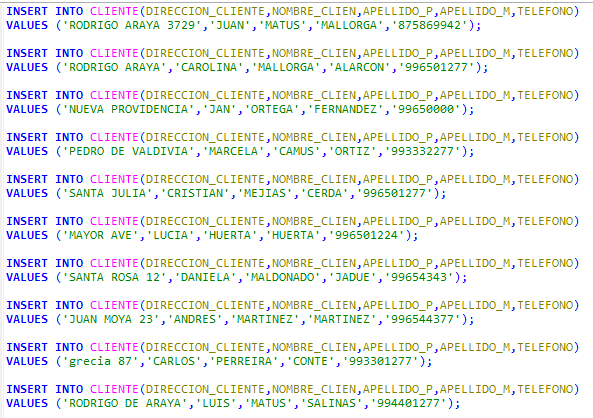 INSERT INTO CLIENTE(DIRECCION_CLIENTE,NOMBRE_CLIEN,APELLIDO_P,APELLIDO_M,TELEFONO)
VALUES ('RODRIGO ARAYA 3729','JUAN','MATUS','MALLORGA','875869942');
INSERT INTO CLIENTE(DIRECCION_CLIENTE,NOMBRE_CLIEN,APELLIDO_P,APELLIDO_M,TELEFONO)
VALUES ('RODRIGO ARAYA','CAROLINA','MALLORGA','ALARCON','996501277');
INSERT INTO CLIENTE(DIRECCION_CLIENTE,NOMBRE_CLIEN,APELLIDO_P,APELLIDO_M,TELEFONO)
VALUES ('NUEVA PROVIDENCIA','JAN','ORTEGA','FERNANDEZ','99650000');
INSERT INTO CLIENTE(DIRECCION_CLIENTE,NOMBRE_CLIEN,APELLIDO_P,APELLIDO_M,TELEFONO)
VALUES ('PEDRO DE VALDIVIA','MARCELA','CAMUS','ORTIZ','993332277');
INSERT INTO CLIENTE(DIRECCION_CLIENTE,NOMBRE_CLIEN,APELLIDO_P,APELLIDO_M,TELEFONO)
VALUES ('SANTA JULIA','CRISTIAN','MEJIAS','CERDA','996501277');
INSERT INTO CLIENTE(DIRECCION_CLIENTE,NOMBRE_CLIEN,APELLIDO_P,APELLIDO_M,TELEFONO)
VALUES ('MAYOR AVE','LUCIA','HUERTA','HUERTA','996501224');
INSERT INTO CLIENTE(DIRECCION_CLIENTE,NOMBRE_CLIEN,APELLIDO_P,APELLIDO_M,TELEFONO)
VALUES ('SANTA ROSA 12','DANIELA','MALDONADO','JADUE','99654343');
INSERT INTO CLIENTE(DIRECCION_CLIENTE,NOMBRE_CLIEN,APELLIDO_P,APELLIDO_M,TELEFONO)
VALUES ('JUAN MOYA 23','ANDRES','MARTINEZ','MARTINEZ','996544377');
INSERT INTO CLIENTE(DIRECCION_CLIENTE,NOMBRE_CLIEN,APELLIDO_P,APELLIDO_M,TELEFONO)
VALUES ('grecia 87','CARLOS','PERREIRA','CONTE','993301277');
INSERT INTO CLIENTE(DIRECCION_CLIENTE,NOMBRE_CLIEN,APELLIDO_P,APELLIDO_M,TELEFONO)
VALUES ('RODRIGO DE ARAYA','LUIS','MATUS','SALINAS','994401277');